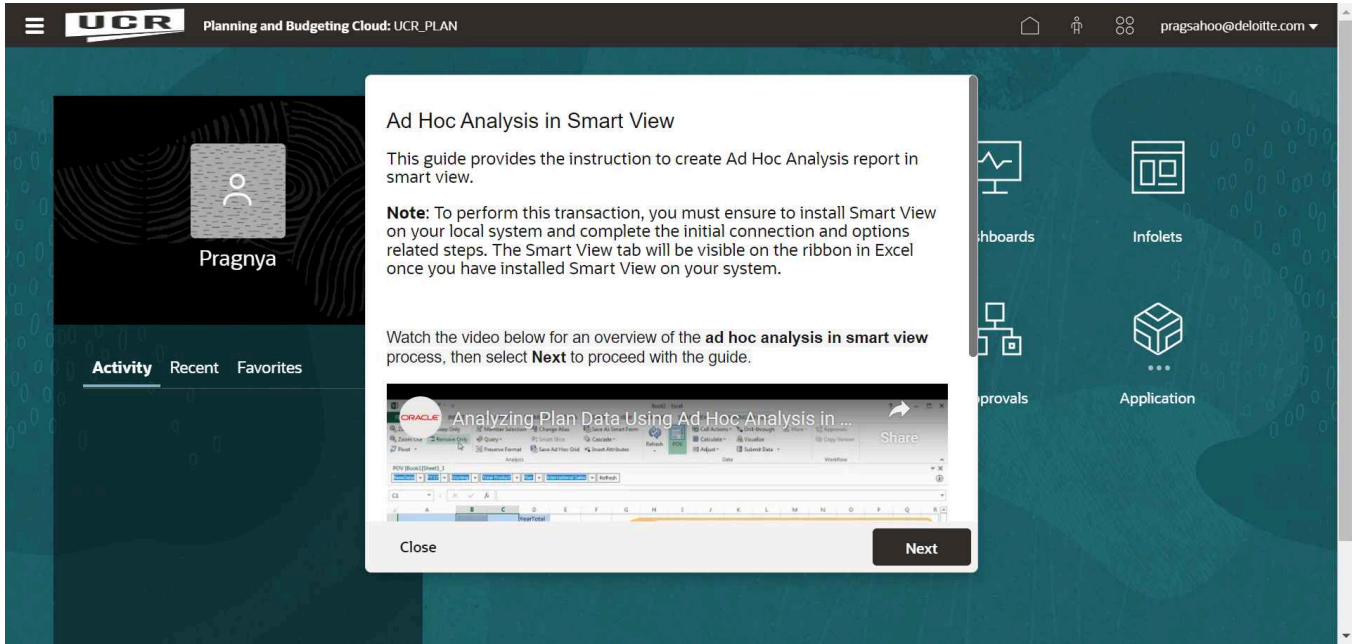 UCR Planning and Budgeting Cloud: UCR_PLAN pragsahoo@deloitte.com
Pragnya
Activity Recent Favorites
Ad Hoc Analysis in Smart View
This guide provides the instruction to create Ad Hoc Analysis report in
smart view.
Note: To perform this transaction, you must ensure to install Smart View
on your local system and complete the initial connection and options
related steps. The Smart View tab will be visible on the ribbon in Excel
once you have installed Smart View on your system.
Watch the video below for an overview of the ad hoc analysis in smart view
process, then select Next to proceed with the guide.
ORACLE Analyzing Plan Data Using Ad Hoc Analysis in ...
Share
Close Next
hboards Infolets
provals Application